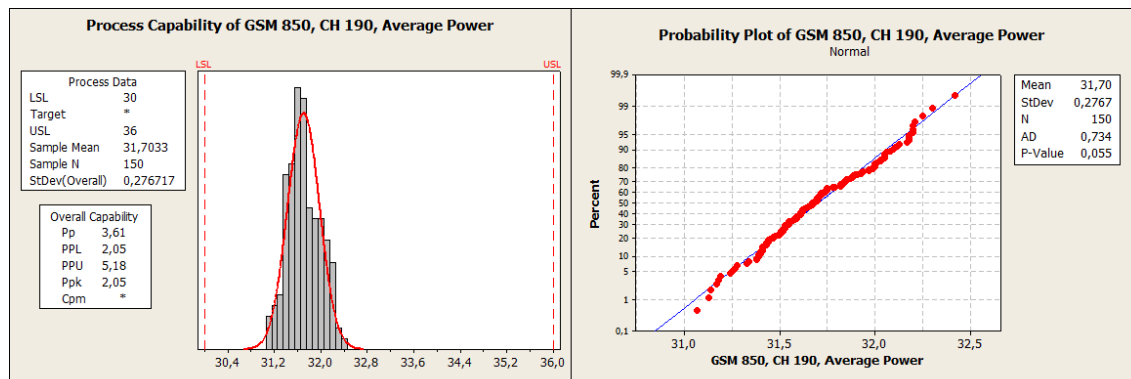 Process Capability of GSM 850, CH 190, Average Power
LSL
USL
Process Data
LSL 30
Target *
USL 36
Sample Mean 31,7033
Sample N 150
StDev(Overall) 0,276717
Overall Capability
Pp 3,61
PPL 2,05
PPU 5,18
Ppk 2,05
Cpm *
30,4 31,2 32,0 32,8 33,6 34,4 35,2 36,0
Probability Plot of GSM 850, CH 190, Average Power
Normal
99,9
99
95
90
80
70
60
50
40
30
20
10
5
1
0,1
Percent
31,0 31,5 32,0 32,5
GSM 850, CH 190, Average Power
Mean 31,70
StDev 0,2767
N 150
AD 0,734
P-Value 0,055